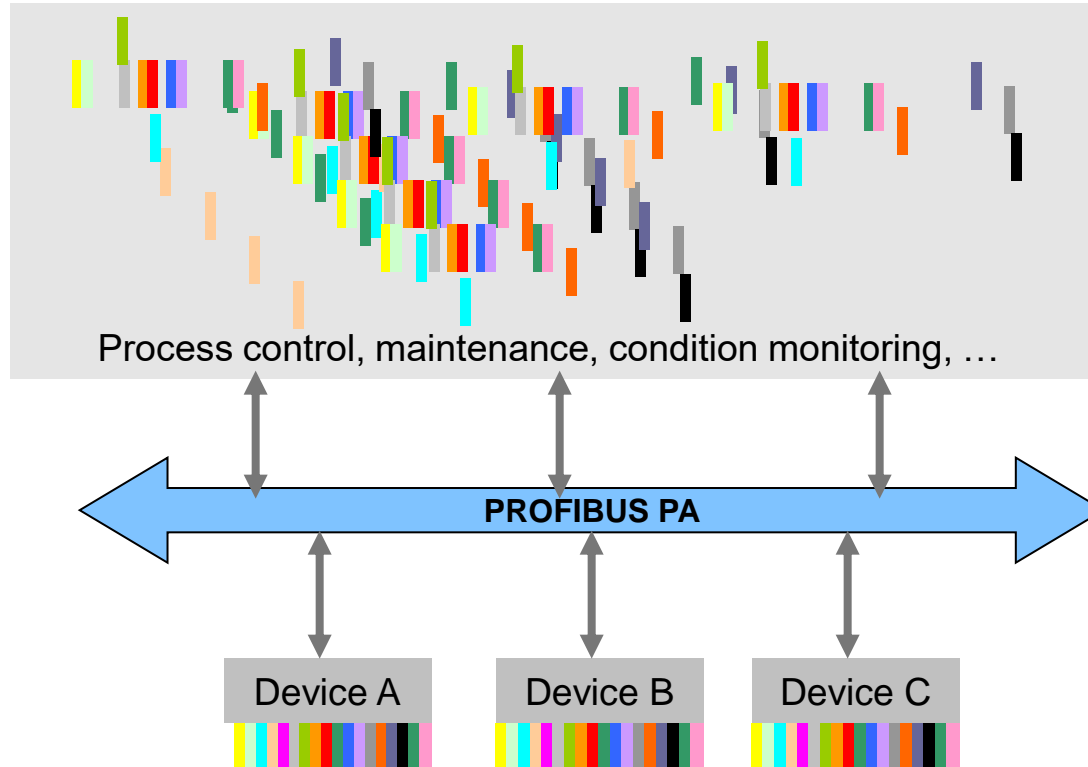 Process control, maintenance, condition monitoring, …
PROFIBUS PA
Device A
Device B
Device C